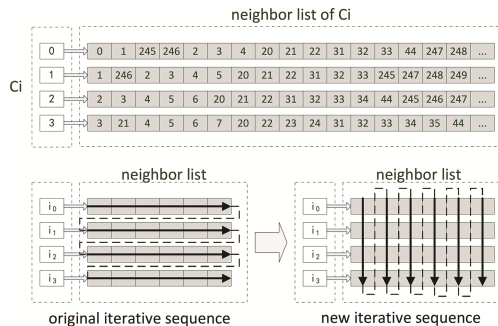 neighbor list of Ci
Ci
0 0 1 245 246 2 3 4 20 21 22 31 32 33 44 247 248 ...
1 1 246 2 3 4 5 20 21 22 31 32 33 245 247 248 249 ...
2 2 3 4 5 6 20 21 22 31 32 33 34 44 245 246 247 ...
3 3 21 4 5 6 7 20 22 23 24 31 32 33 34 35 44 ...
neighbor list
i0
i1
i2
i3
original iterative sequence
neighbor list
i0
i1
i2
i3
new iterative sequence